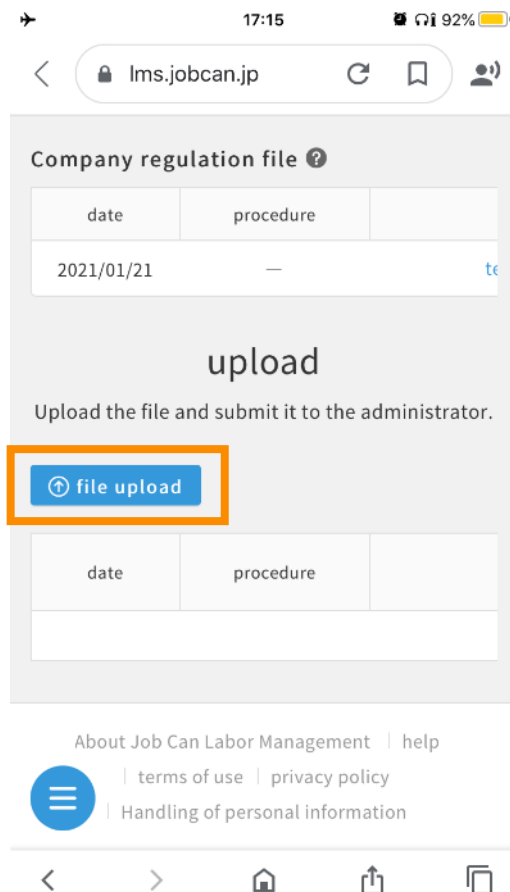 17:15
92%
lms.jobcan.jp
Company regulation file
date procedure
2021/01/21 —
upload
Upload the file and submit it to the administrator.
file upload
date procedure
About Job Can Labor Management | help
| terms of use | privacy policy
| Handling of personal information